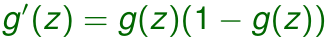 g′(z) = g(z)(1 − g(z))